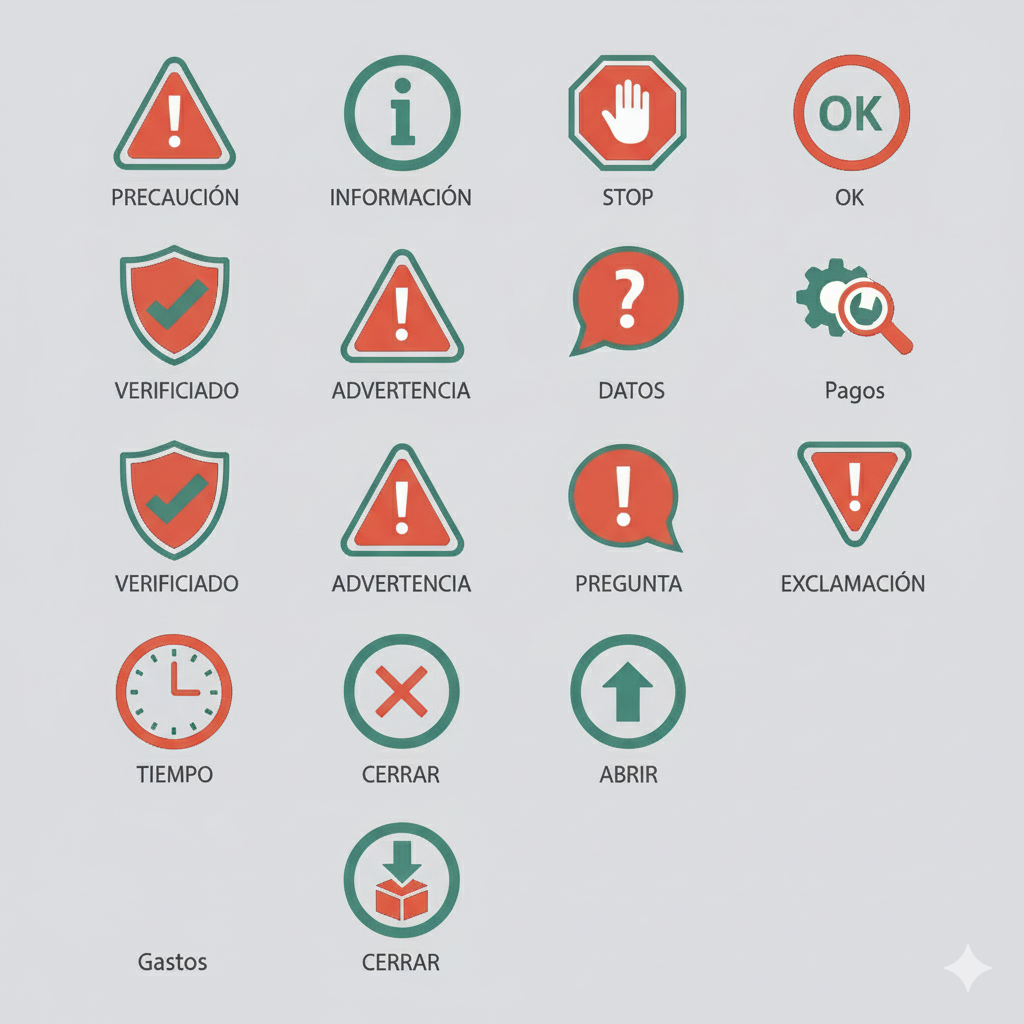 PRECAUCIÓN
INFORMACIÓN
STOP
OK
OK
VERIFICIADO
ADVERTENCIA
DATOS
Pagos
VERIFICIADO
ADVERTENCIA
PREGUNTA
EXCLAMACIÓN
TIEMPO
CERRAR
ABRIR
Gastos
CERRAR